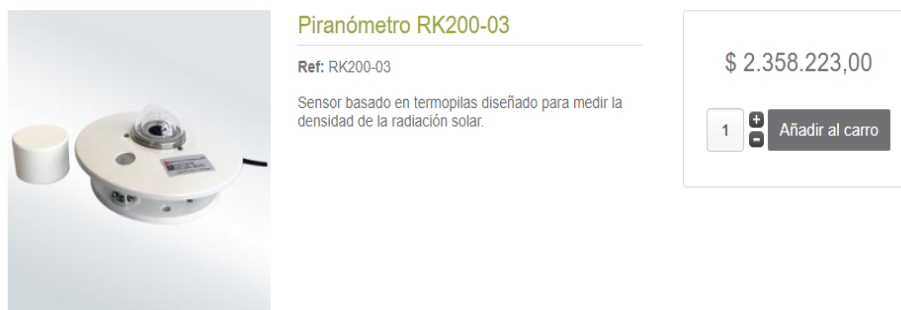 Piranómetro RK200-03
Ref: RK200-03
Sensor basado en termopilas diseñado para medir la
densidad de la radiación solar.
$ 2.358.223,00
1
Añadir al carro